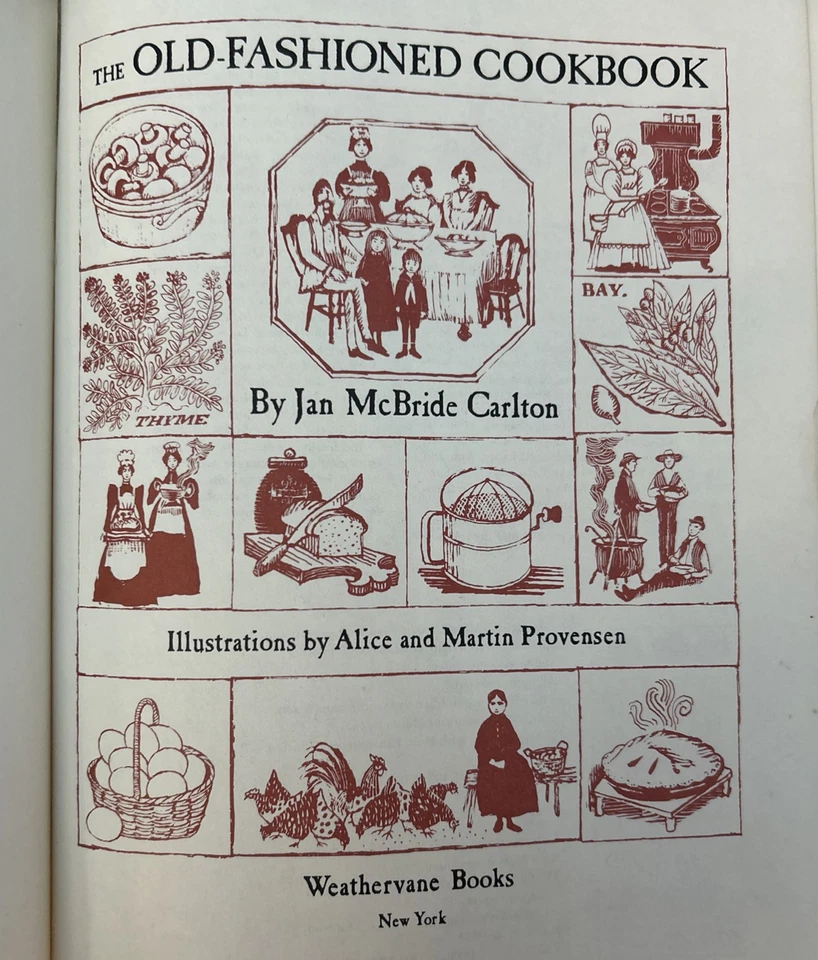 THE OLD-FASHIONED COOKBOOK
BAY.
THYME
By Jan McBride Carlton
Illustrations by Alice and Martin Provensen
Weathervane Books
New York